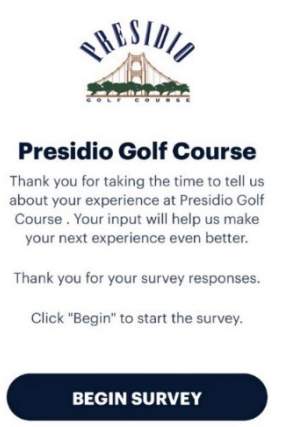 PRESIDIO
GOLF COURSE
Presidio Golf Course
Thank you for taking the time to tell us
about your experience at Presidio Golf
Course . Your input will help us make
your next experience even better.
Thank you for your survey responses.
Click "Begin" to start the survey.
BEGIN SURVEY